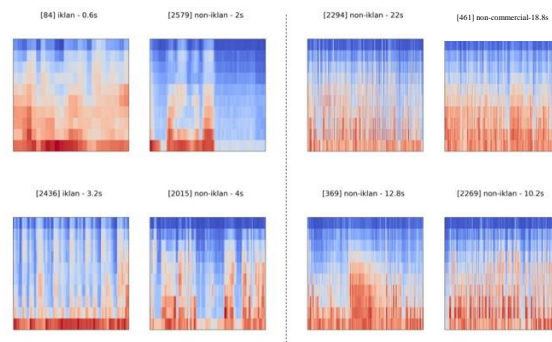 [84] iklan - 0.6s
[2579] non-iklan - 2s
[2294] non-iklan - 22s
[461] non-commercial-18.8s
[2436] iklan - 3.2s
[2015] non-iklan - 4s
[369] non-iklan - 12.8s
[2269] non-iklan - 10.2s